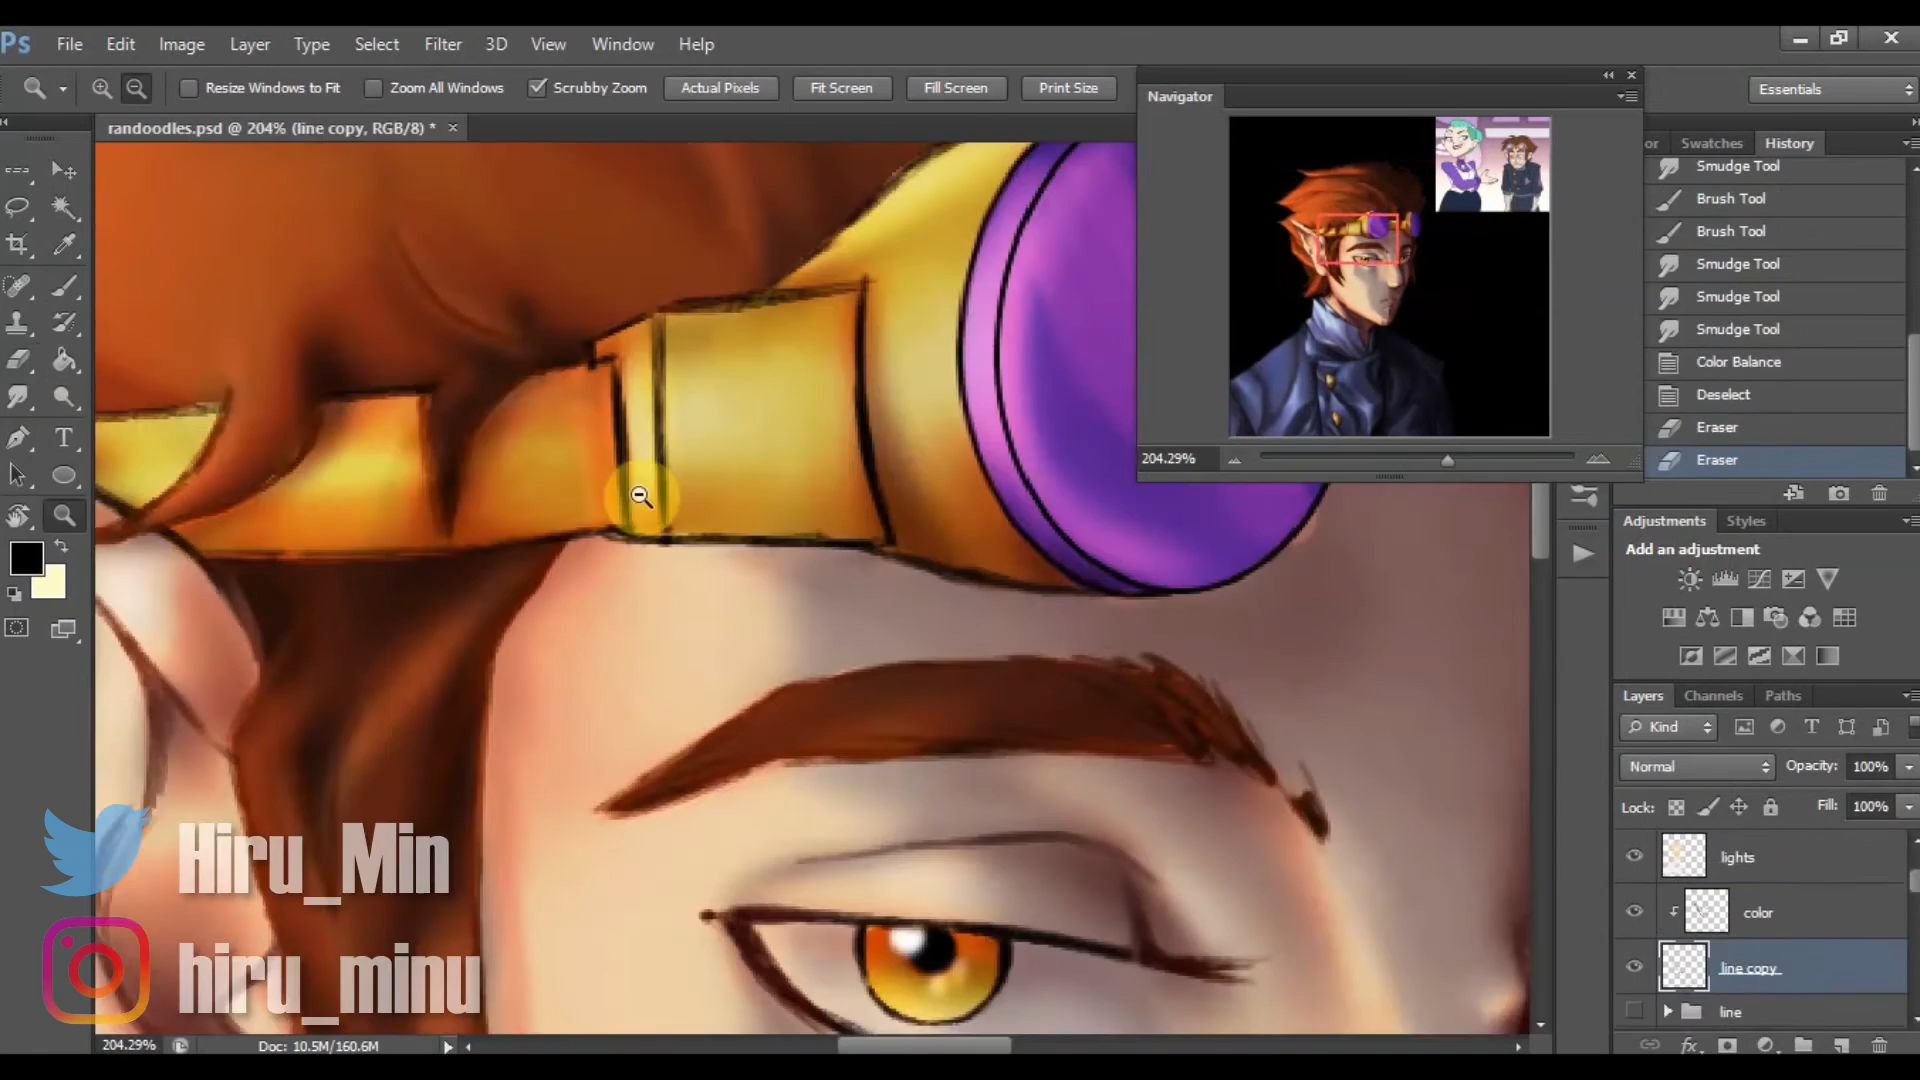 Ps File Edit Image Layer Type Select Filter 3D View Window Help
Resize Windows to Fit Zoom All Windows Scrubby Zoom Actual Pixels Fit Screen Fill Screen Print Size
Essentials
randoodles.psd @ 204% (line copy, RGB/8) *
Navigator
204.29%
or Swatches History
Smudge Tool
Brush Tool
Brush Tool
Smudge Tool
Smudge Tool
Smudge Tool
Color Balance
Deselect
Eraser
Eraser
Adjustments Styles
Add an adjustment
Layers Channels Paths
Kind
Normal Opacity: 100%
Lock: Fill: 100%
lights
color
line copy
line
Hiru_Min
hiru_minu
204.29% Doc: 10.5M/160.6M